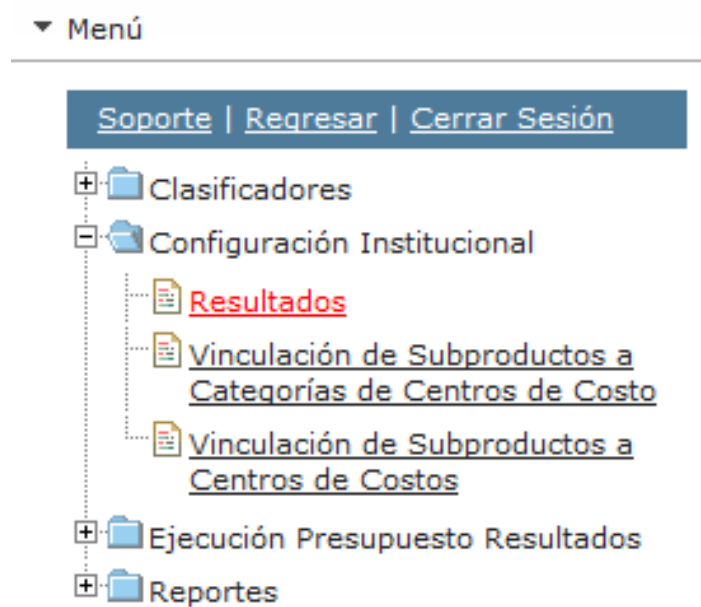 Menú
Soporte | Regresar | Cerrar Sesión
Clasificadores
Configuración Institucional
Resultados
Vinculación de Subproductos a
Categorías de Centros de Costo
Vinculación de Subproductos a
Centros de Costos
Ejecución Presupuesto Resultados
Reportes